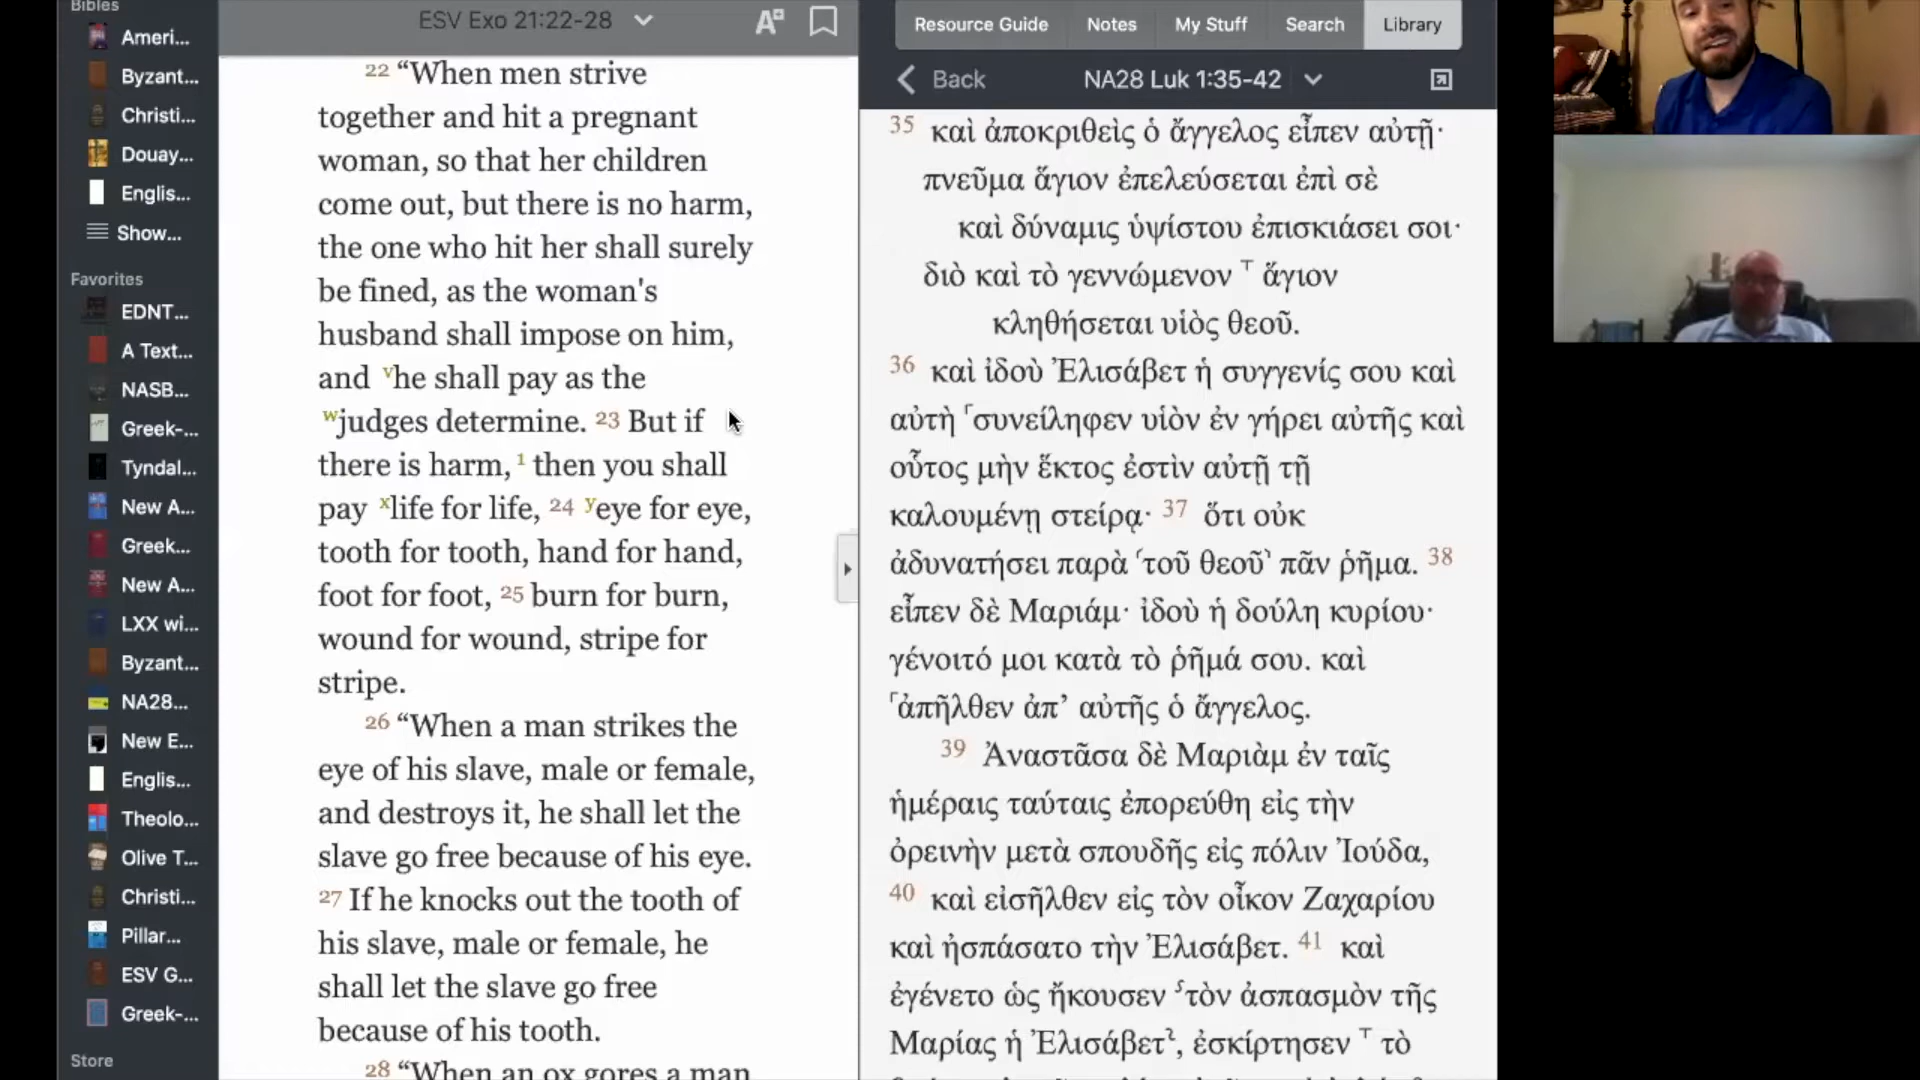 Bibles
Ameri...
Byzant...
Christi...
Douay...
Englis...
Show...
Favorites
EDNT...
A Text...
NASB...
Greek-...
Tyndal...
New A...
Greek...
New A...
LXX wi...
Byzant...
NA28...
New E...
Englis...
Theolo...
Olive T...
Christi...
Pillar...
ESV G...
Greek-...
Store
ESV Exo 21:22-28
22 “When men strive
together and hit a pregnant
woman, so that her children
come out, but there is no harm,
the one who hit her shall surely
be fined, as the woman's
husband shall impose on him,
and vhe shall pay as the
wjudges determine. 23 But if
there is harm,1 then you shall
pay xlife for life, 24 yeye for eye,
tooth for tooth, hand for hand,
foot for foot, 25 burn for burn,
wound for wound, stripe for
stripe.
26 “When a man strikes the
eye of his slave, male or female,
and destroys it, he shall let the
slave go free because of his eye.
27 If he knocks out the tooth of
his slave, male or female, he
shall let the slave go free
because of his tooth.
28 “When an ox gores a man
Resource Guide Notes My Stuff Search Library
Back NA28 Luk 1:35-42
35 καὶ ἀποκριθεὶς ὁ ἄγγελος εἶπεν αὐτῇ·
πνεῦμα ἅγιον ἐπελεύσεται ἐπὶ σὲ
καὶ δύναμις ὑψίστου ἐπισκιάσει σοι·
διὸ καὶ τὸ γεννώμενον ⸆ ἅγιον
κληθήσεται υἱὸς θεοῦ.
36 καὶ ἰδοὺ Ἐλισάβετ ἡ συγγενίς σου καὶ
αὐτὴ ⸀συνείληφεν υἱὸν ἐν γήρει αὐτῆς καὶ
οὗτος μὴν ἕκτος ἐστὶν αὐτῇ τῇ
καλουμένῃ στείρᾳ· 37 ὅτι οὐκ
ἀδυνατήσει παρὰ ⸂τοῦ θεοῦ⸃ πᾶν ῥῆμα. 38
εἶπεν δὲ Μαριάμ· ἰδοὺ ἡ δούλη κυρίου·
γένοιτό μοι κατὰ τὸ ῥῆμά σου. καὶ
⸀ἀπῆλθεν ἀπ’ αὐτῆς ὁ ἄγγελος.
39 Ἀναστᾶσα δὲ Μαριὰμ ἐν ταῖς
ἡμέραις ταύταις ἐπορεύθη εἰς τὴν
ὀρεινὴν μετὰ σπουδῆς εἰς πόλιν Ἰούδα,
40 καὶ εἰσῆλθεν εἰς τὸν οἶκον Ζαχαρίου
καὶ ἠσπάσατο τὴν Ἐλισάβετ. 41 καὶ
ἐγένετο ὡς ἤκουσεν ⸉τὸν ἀσπασμὸν τῆς
Μαρίας ἡ Ἐλισάβετ⸊, ἐσκίρτησεν ⸆ τὸ